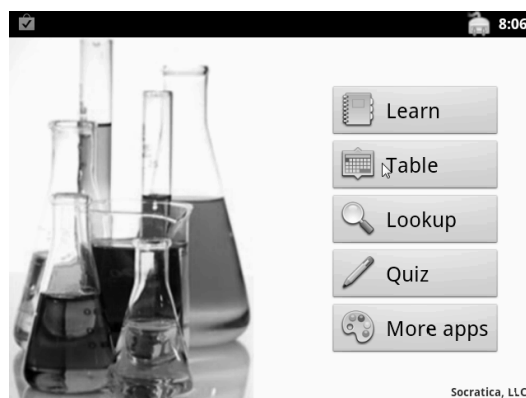 8:06
Learn
Table
Lookup
Quiz
More apps
Socratica, LLC